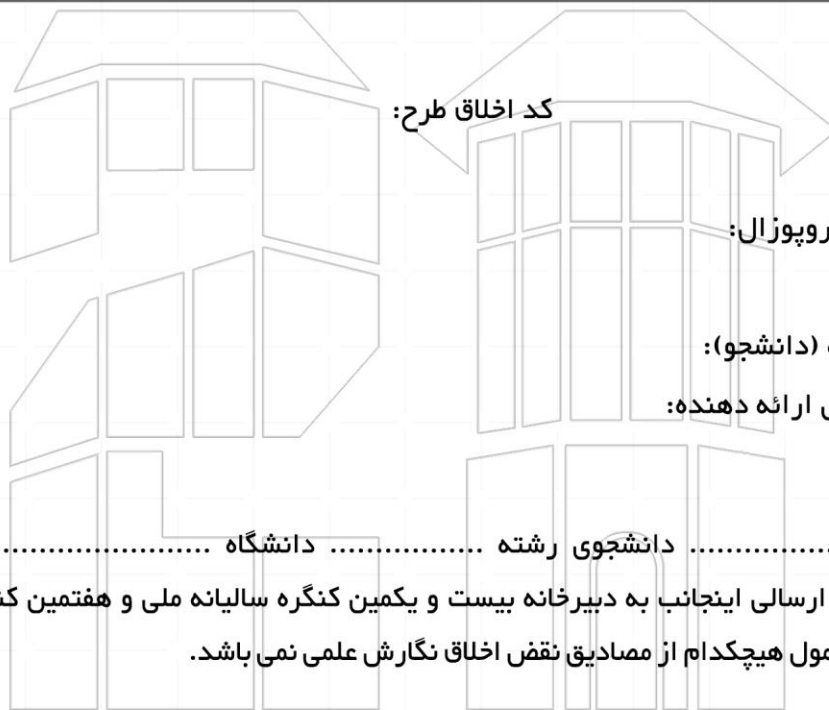 کد اخلاق طرح:
روپوزال:
(دانشجو):
ارائه دهنده:
................ دانشجوی رشته ................. دانشگاه .......................
ارسالی اینجانب به دبیرخانه بیست و یکمین کنگره سالیانه ملی و هفتمین
مول هیچکدام از مصادیق نقض اخلاق نگارش علمی نمی باشد.